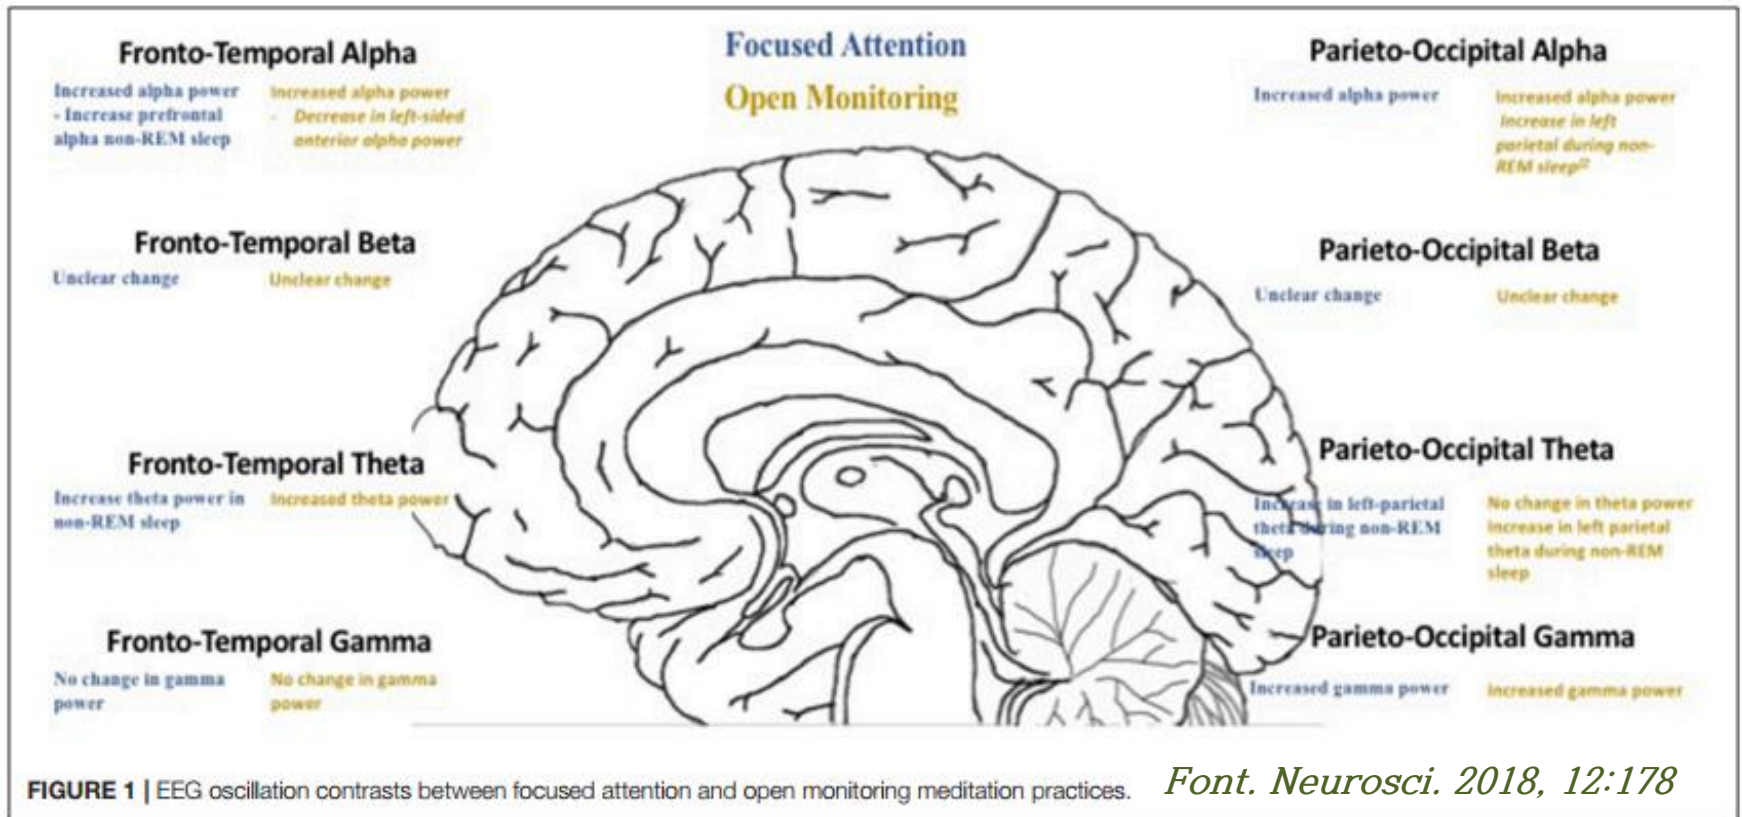 Focused Attention
Open Monitoring
Fronto-Temporal Alpha
Increased alpha power
- Increase prefrontal
alpha non-REM sleep
Increased alpha power
- Decrease in left-sided
anterior alpha power
Fronto-Temporal Beta
Unclear change
Unclear change
Fronto-Temporal Theta
Increase theta power in
non-REM sleep
Increased theta power
Fronto-Temporal Gamma
No change in gamma
power
No change in gamma
power
Parieto-Occipital Alpha
Increased alpha power
Increased alpha power
Increase in left
parietal during non-
REM sleep
Parieto-Occipital Beta
Unclear change
Unclear change
Parieto-Occipital Theta
Increase in left-parietal
theta during non-REM
sleep
No change in theta power
Increase in left parietal
theta during non-REM
sleep
Parieto-Occipital Gamma
Increased gamma power
Increased gamma power
FIGURE 1 | EEG oscillation contrasts between focused attention and open monitoring meditation practices.
Font. Neurosci. 2018, 12:178